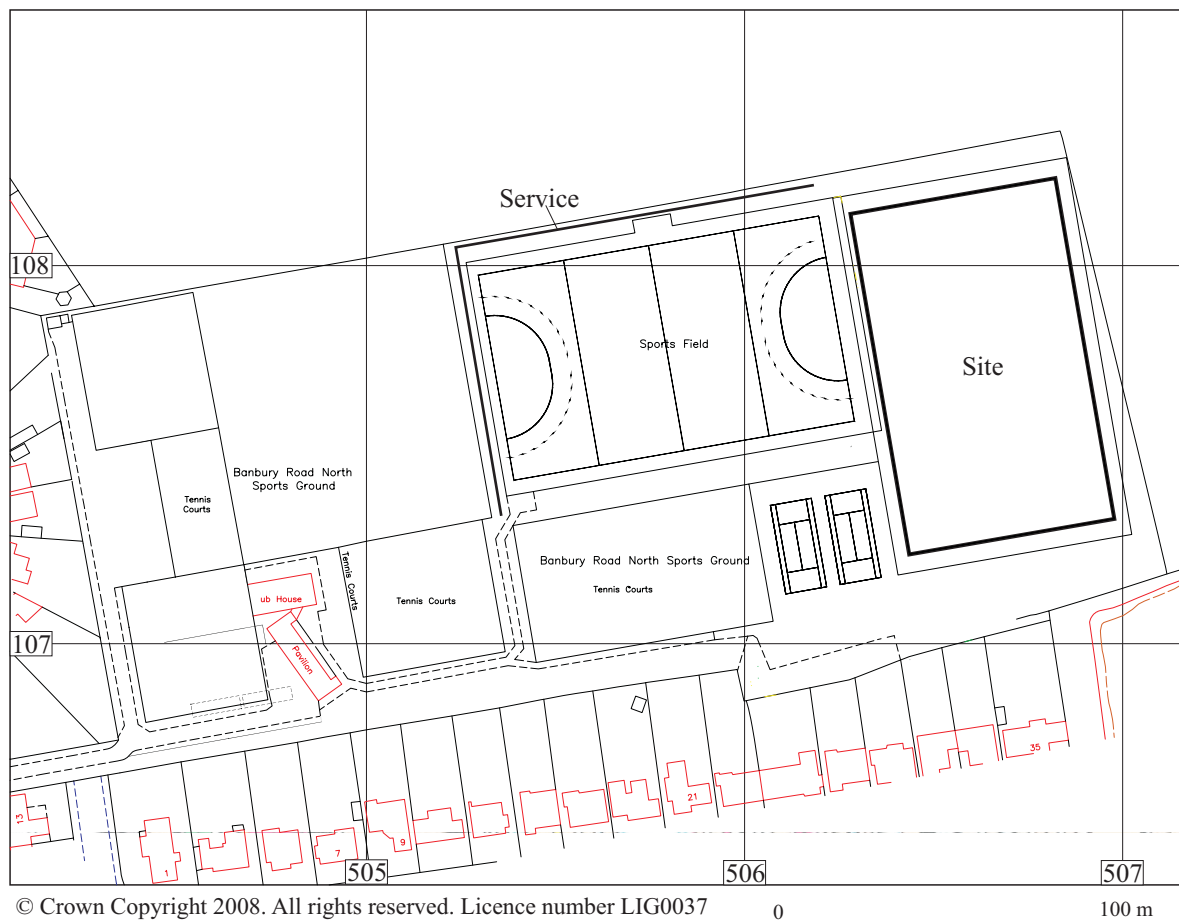 Service
108
Sports Field
Site
Banbury Road North
Sports Ground
Tennis
Courts
Banbury Road North Sports Ground
Tennis Courts
Tennis Courts
Tennis Courts
ub House
Pavilion
107
13
1
7
9
21
35
505
506
507
© Crown Copyright 2008. All rights reserved. Licence number LIG0037
0
100 m